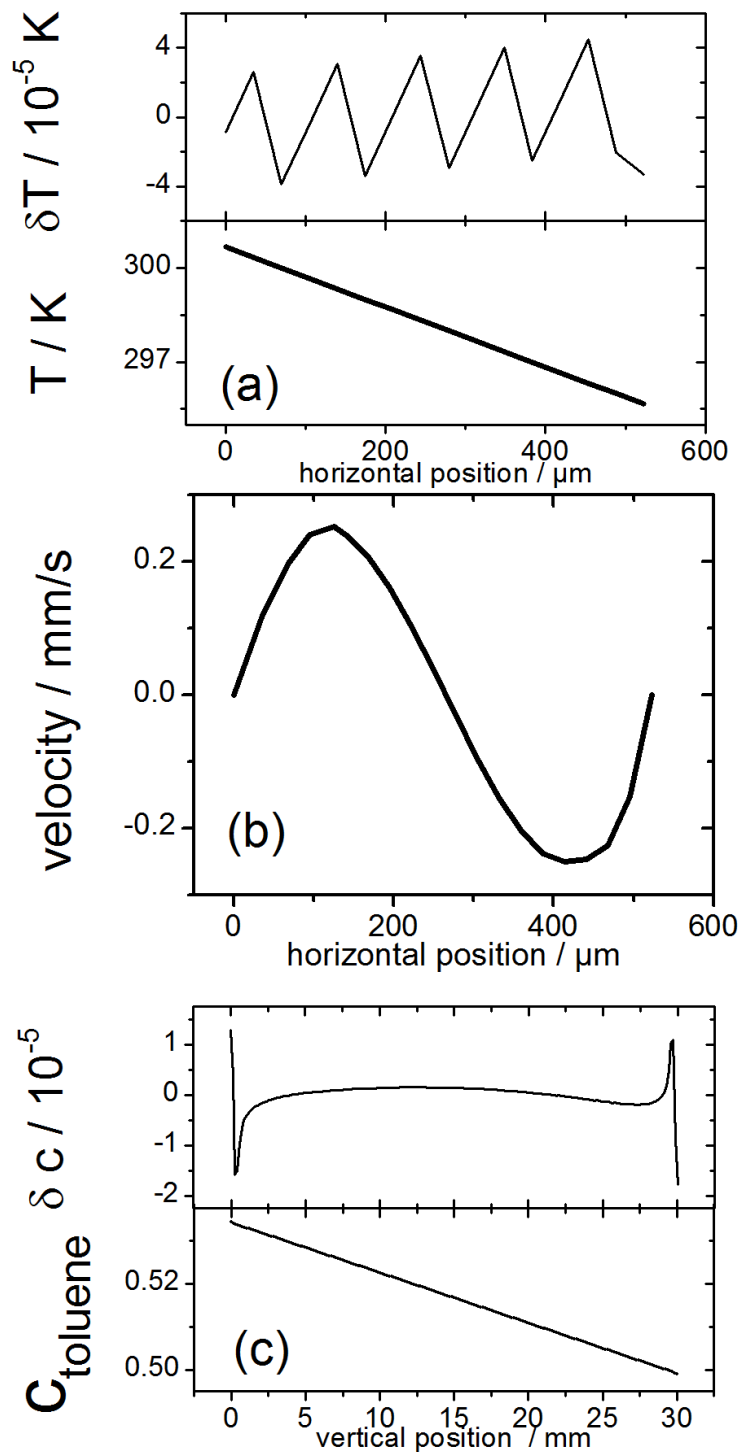 δT / 10⁻⁵ K
4
0
-4
T / K
300
297
(a)
0 200 400 600
horizontal position / µm
velocity / mm/s
0.2
0.0
-0.2
(b)
0 200 400 600
horizontal position / µm
δ c / 10⁻⁵
1
0
-1
-2
C_toluene
0.52
0.50
(c)
0 5 10 15 20 25 30
vertical position / mm